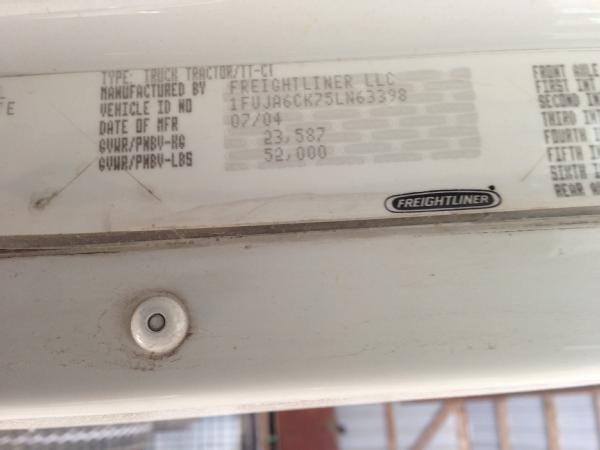 TYPE: TRUCK TRACTOR/TT-CT
MANUFACTURED BY FREIGHTLINER LLC
VEHICLE ID NO 1FUJA6CK75LN63398
DATE OF MFR 07/04
GVWR/PNBV-KG 23,587
GVWR/PNBV-LBS 52,000
FRONT AXLE
FIRST INT
SECOND IN
THIRD INT
FOURTH I
FIFTH IN
SIXTH I
REAR A
FREIGHTLINER